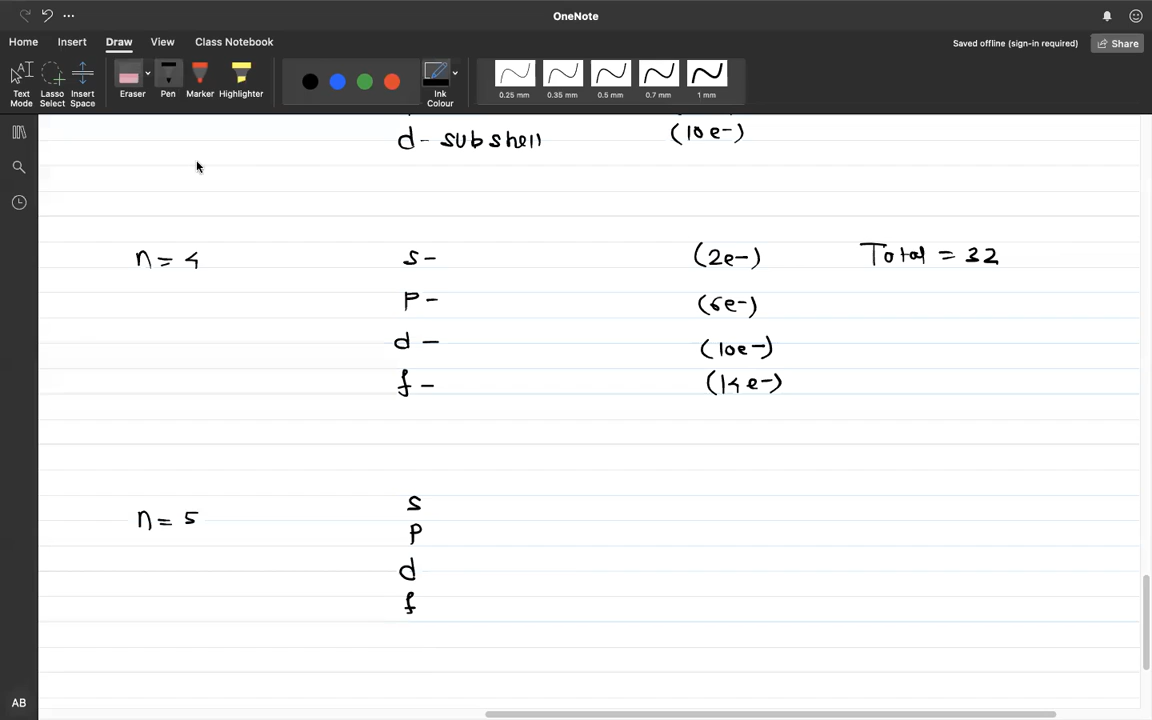 OneNote
Home Insert Draw View Class Notebook
Saved offline (sign-in required) Share
Text Mode Lasso Select Insert Space Eraser Pen Marker Highlighter Ink Colour 0.25 mm 0.35 mm 0.5 mm 0.7 mm 1 mm
d - subshell (10e-)
n = 4 s - (2e-) Total = 32
p - (6e-)
d - (10e-)
f - (14e-)
n = 5 s
p
d
f
AB